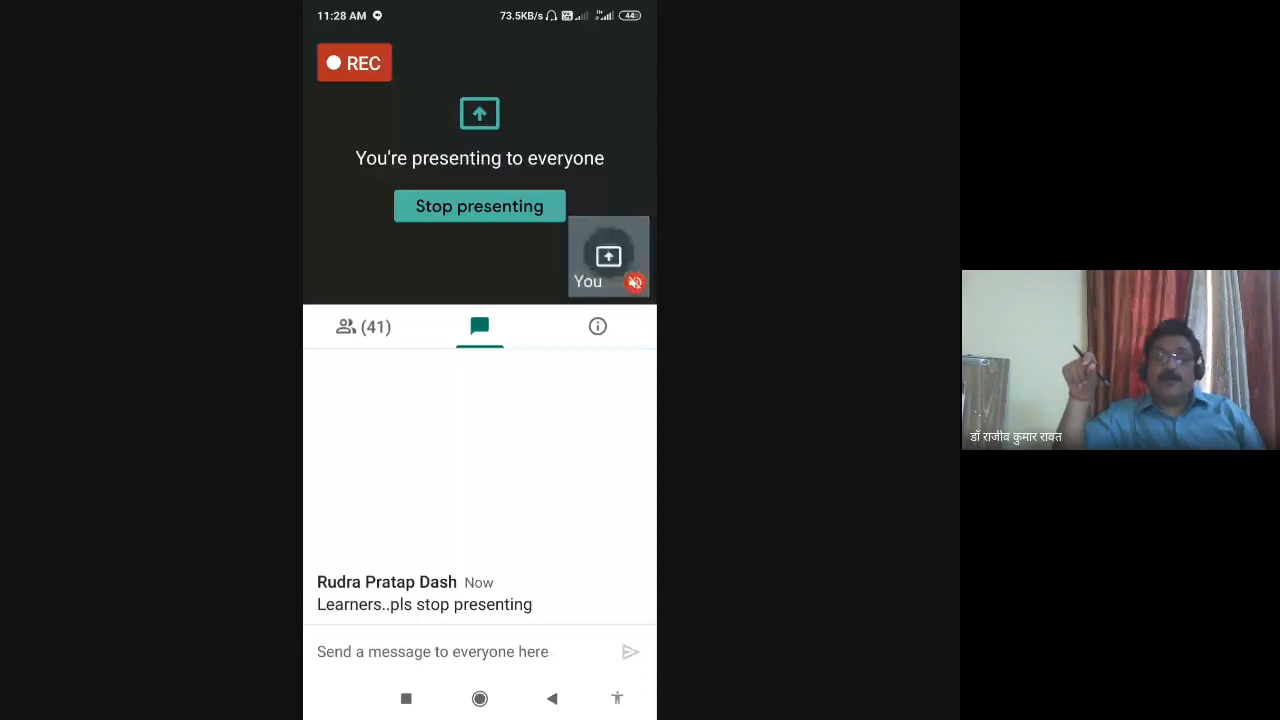 11:28 AM
73.5KB/s
44
REC
You're presenting to everyone
Stop presenting
You
(41)
Rudra Pratap Dash Now
Learners..pls stop presenting
Send a message to everyone here
डॉ राजीव कुमार रावत